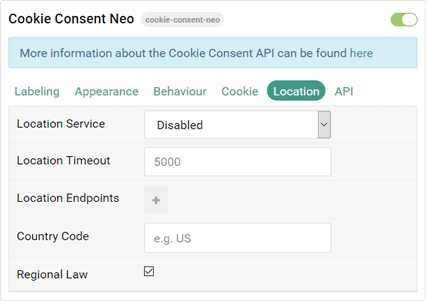 Cookie Consent Neo cookie-consent-neo
More information about the Cookie Consent API can be found here
Labeling Appearance Behaviour Cookie Location API
Location Service Disabled
Location Timeout 5000
Location Endpoints +
Country Code e.g. US
Regional Law